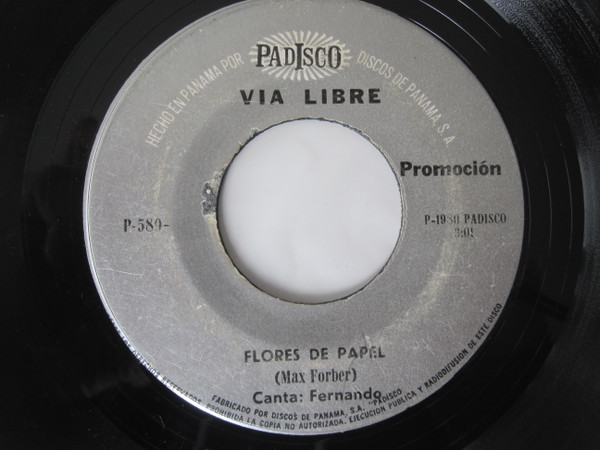 HECHO EN PANAMA POR
PADISCO
DISCOS DE PANAMA, S.A.
VIA LIBRE
Promoción
P-589-
P-1980 PADISCO
3:01
FLORES DE PAPEL
(Max Forber)
Canta: Fernando
FABRICADO POR DISCOS DE PANAMA, S.A. "PADISCO
PROHIBIDA LA COPIA NO AUTORIZADA. EJECUCION PUBLICA Y RADIODIFUSION DE ESTE DISCO